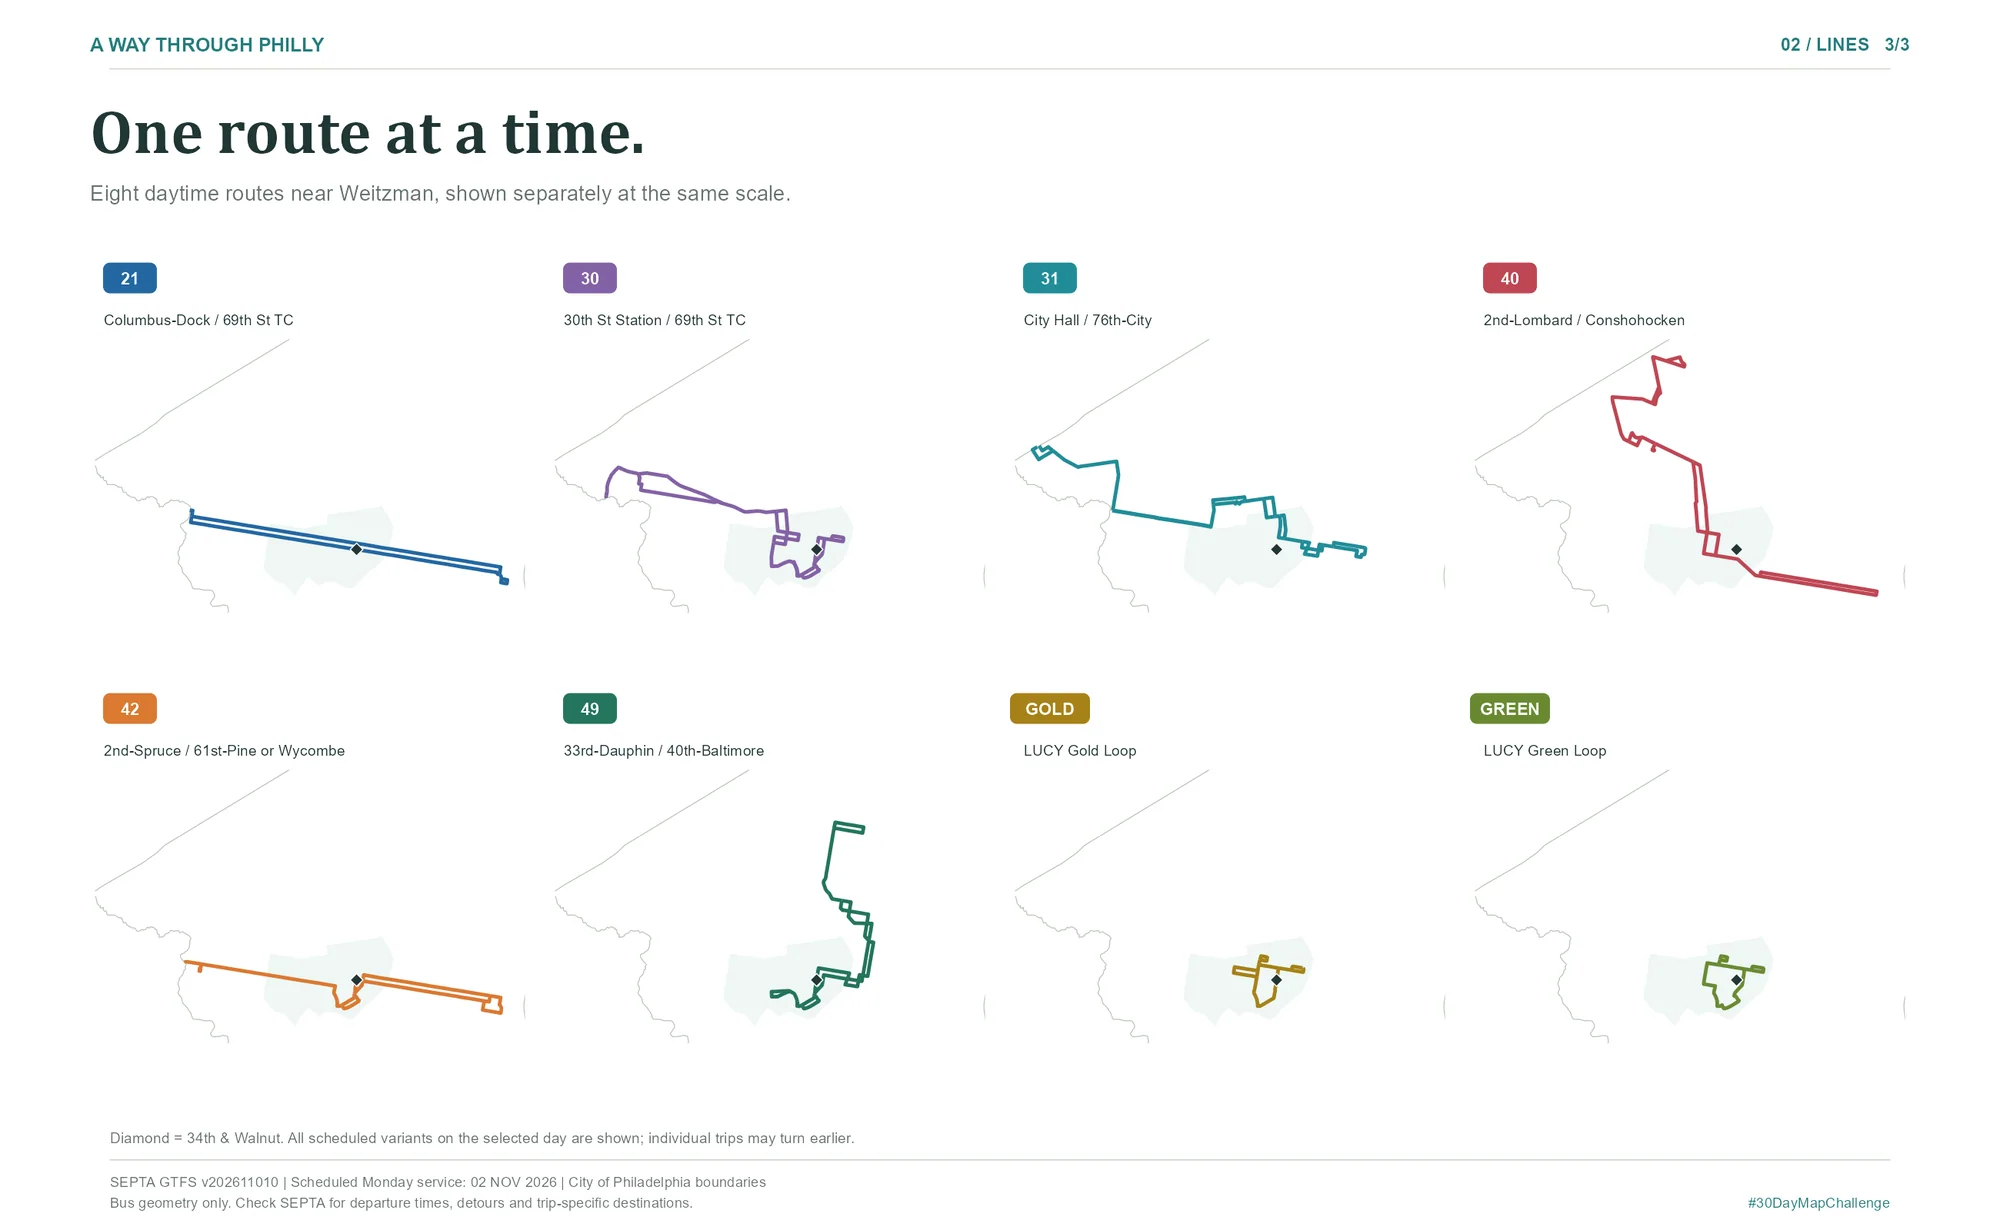 A WAY THROUGH PHILLY
02 / LINES 3/3
One route at a time.
Eight daytime routes near Weitzman, shown separately at the same scale.
21
Columbus-Dock / 69th St TC
30
30th St Station / 69th St TC
31
City Hall / 76th-City
40
2nd-Lombard / Conshohocken
42
2nd-Spruce / 61st-Pine or Wycombe
49
33rd-Dauphin / 40th-Baltimore
GOLD
LUCY Gold Loop
GREEN
LUCY Green Loop
Diamond = 34th & Walnut. All scheduled variants on the selected day are shown; individual trips may turn earlier.
SEPTA GTFS v202611010 | Scheduled Monday service: 02 NOV 2026 | City of Philadelphia boundaries
Bus geometry only. Check SEPTA for departure times, detours and trip-specific destinations.
#30DayMapChallenge